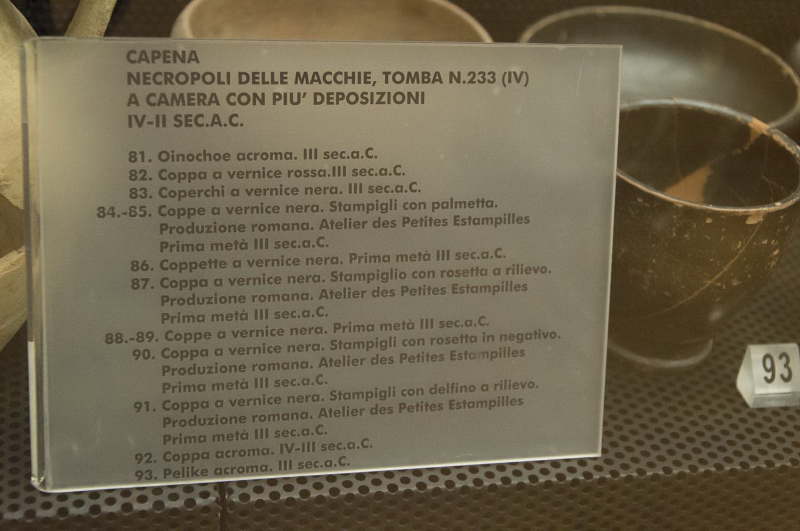 CAPENA
NECROPOLI DELLE MACCHIE, TOMBA N.233 (IV)
A CAMERA CON PIU' DEPOSIZIONI
IV-II SEC.A.C.
81. Oinochoe acroma. III sec.a.C.
82. Coppa a vernice rossa.III sec.a.C.
83. Coperchi a vernice nera. III sec.a.C.
84.-85. Coppe a vernice nera. Stampigli con palmetta.
Produzione romana. Atelier des Petites Estampilles
Prima metà III sec.a.C.
86. Coppette a vernice nera. Prima metà III sec.a.C.
87. Coppa a vernice nera. Stampiglio con rosetta a rilievo.
Produzione romana. Atelier des Petites Estampilles
Prima metà III sec.a.C.
88.-89. Coppe a vernice nera. Prima metà III sec.a.C.
90. Coppa a vernice nera. Stampigli con rosetta in negativo.
Produzione romana. Atelier des Petites Estampilles
Prima metà III sec.a.C.
91. Coppa a vernice nera. Stampigli con delfino a rilievo.
Produzione romana. Atelier des Petites Estampilles
Prima metà III sec.a.C.
92. Coppa acroma. IV-III sec.a.C.
93. Pelike acroma. III sec.a.C.
93